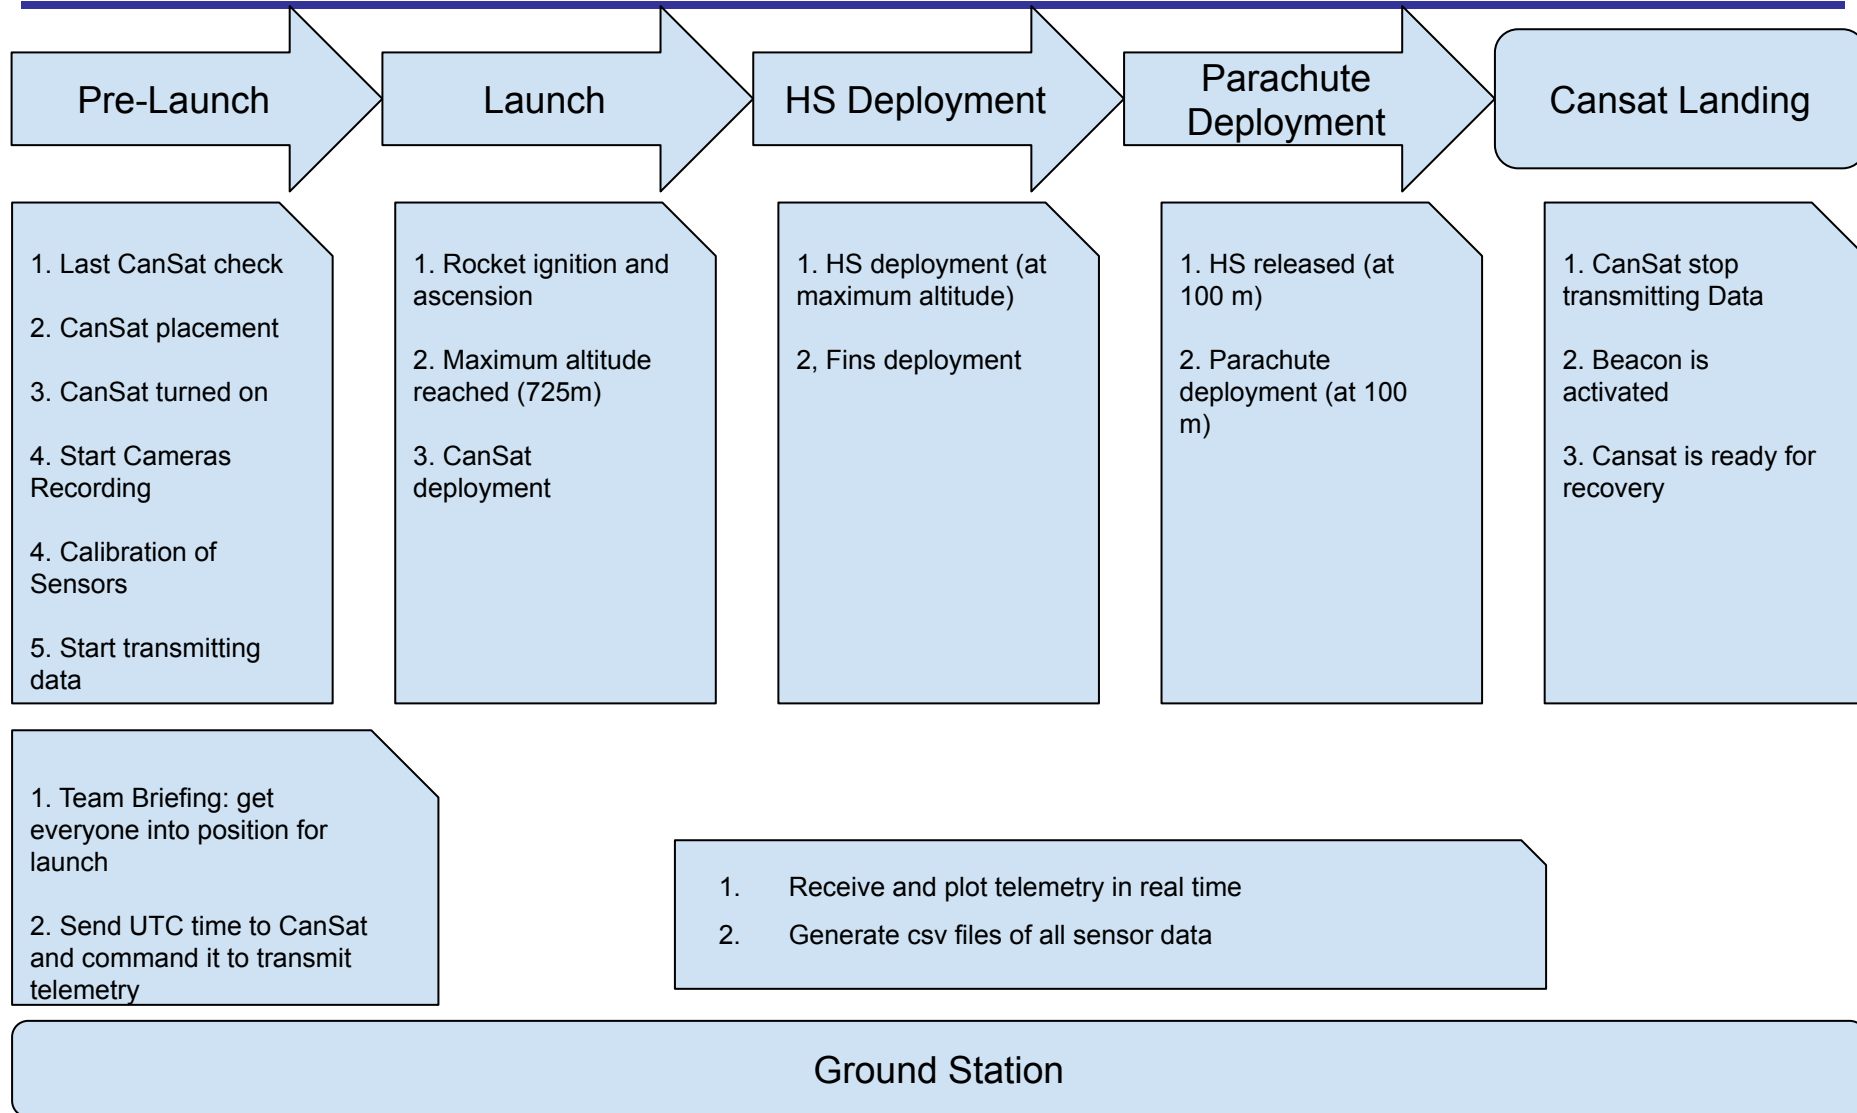 Pre-Launch
Launch
HS Deployment
Parachute
Deployment
Cansat Landing
1. Last CanSat check
2. CanSat placement
3. CanSat turned on
4. Start Cameras
Recording
4. Calibration of
Sensors
5. Start transmitting
data
1. Rocket ignition and
ascension
2. Maximum altitude
reached (725m)
3. CanSat
deployment
1. HS deployment (at
maximum altitude)
2, Fins deployment
1. HS released (at
100 m)
2. Parachute
deployment (at 100
m)
1. CanSat stop
transmitting Data
2. Beacon is
activated
3. Cansat is ready for
recovery
1. Team Briefing: get
everyone into position for
launch
2. Send UTC time to CanSat
and command it to transmit
telemetry
1. Receive and plot telemetry in real time
2. Generate csv files of all sensor data
Ground Station